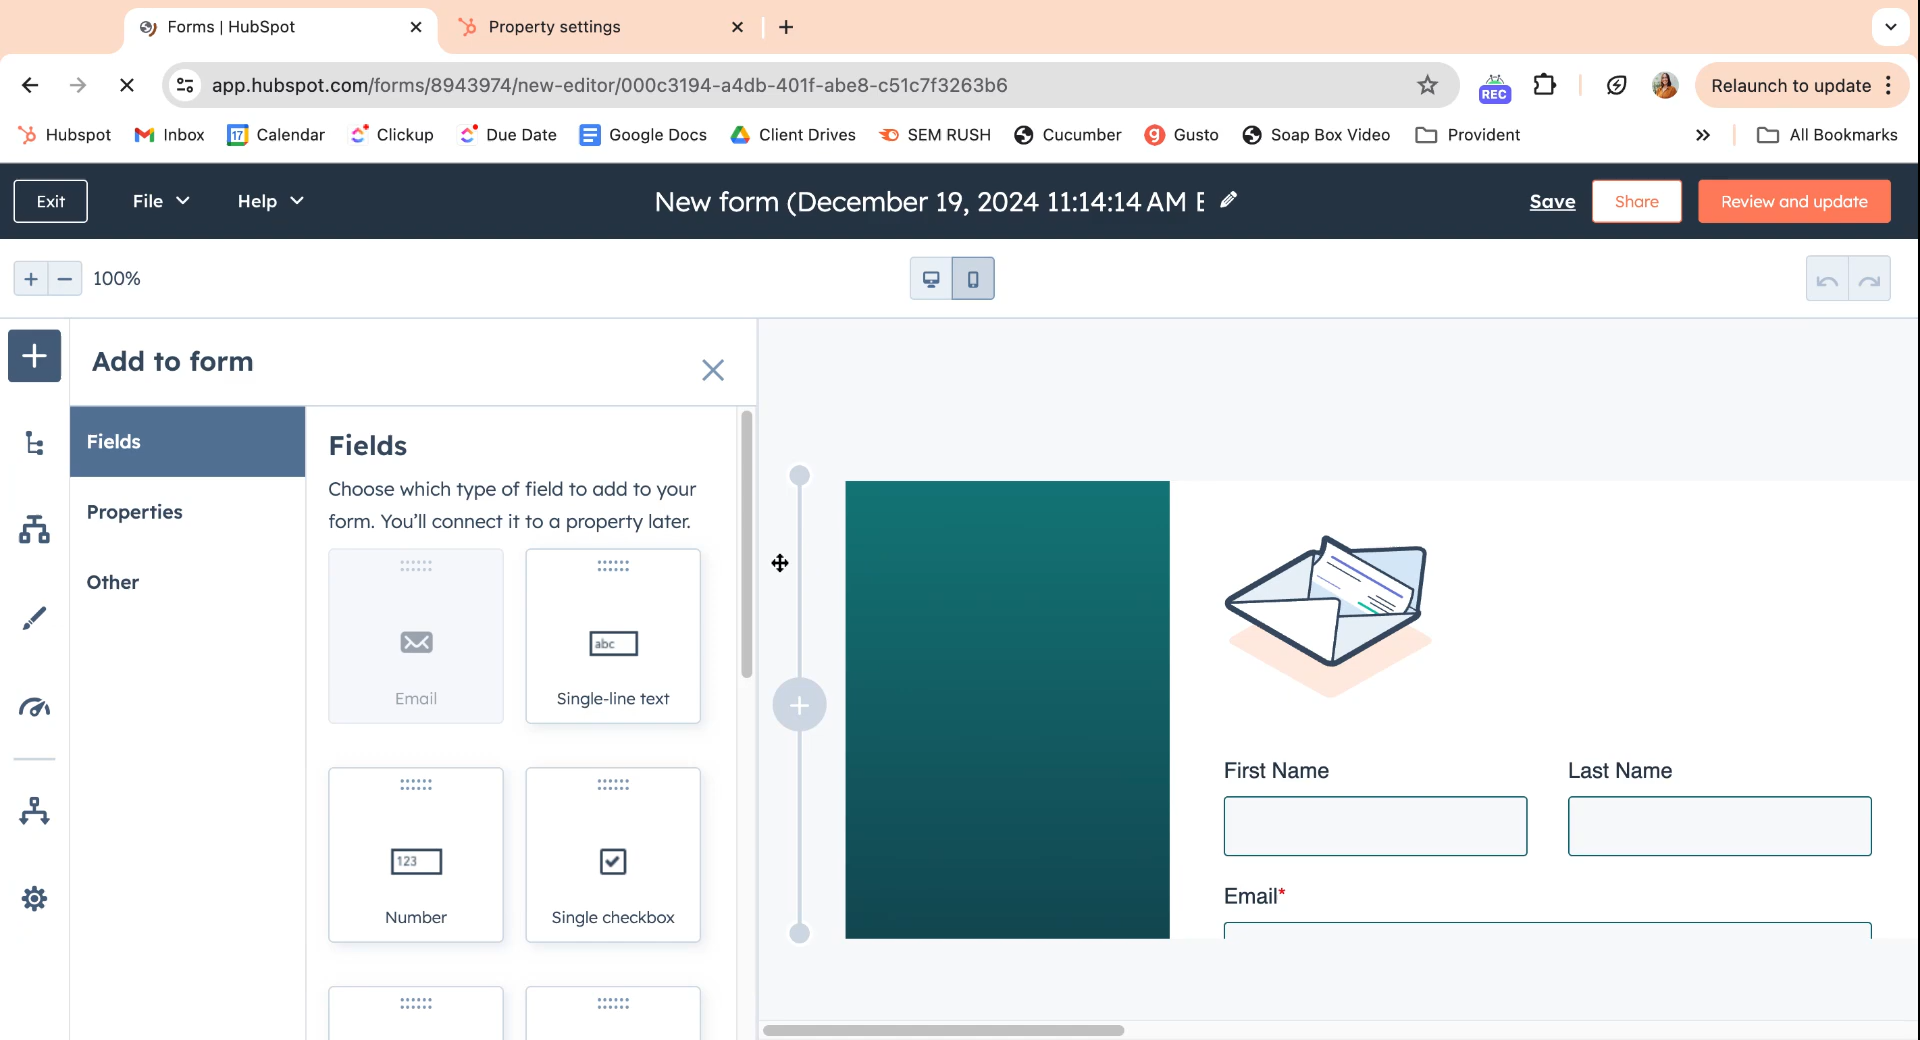 Forms | HubSpot
Property settings
app.hubspot.com/forms/8943974/new-editor/000c3194-a4db-401f-abe8-c51c7f3263b6
REC
Relaunch to update
Hubspot
Inbox
17
Calendar
Clickup
Due Date
Google Docs
Client Drives
SEM RUSH
Cucumber
g
Gusto
Soap Box Video
Provident
All Bookmarks
Exit
File
Help
New form (December 19, 2024 11:14:14 AM E
Save
Share
Review and update
100%
Add to form
Fields
Properties
Other
Fields
Choose which type of field to add to your
form. You’ll connect it to a property later.
Email
abc
Single-line text
123
Number
Single checkbox
First Name
Last Name
Email*